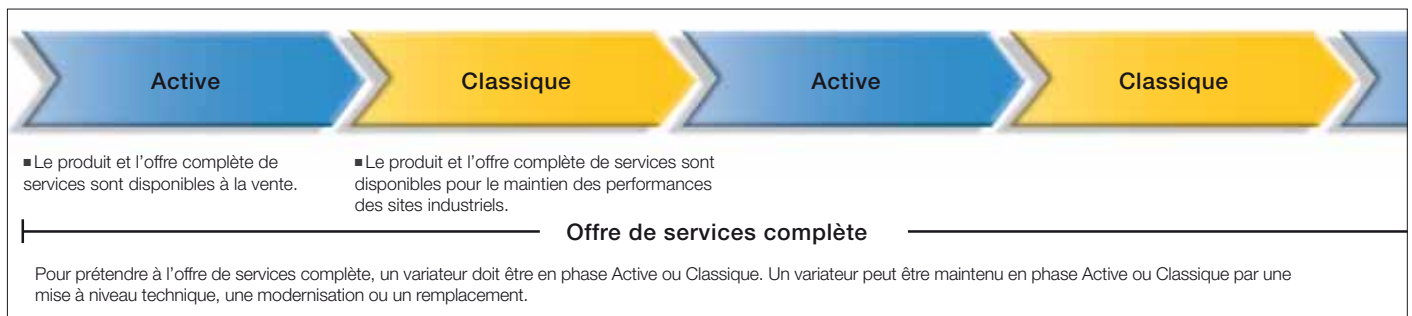 Active
Classique
Active
Classique
■ Le produit et l'offre complète de
services sont disponibles à la vente.
■ Le produit et l'offre complète de services sont
disponibles pour le maintien des performances
des sites industriels.
Offre de services complète
Pour prétendre à l'offre de services complète, un variateur doit être en phase Active ou Classique. Un variateur peut être maintenu en phase Active ou Classique par une
mise à niveau technique, une modernisation ou un remplacement.